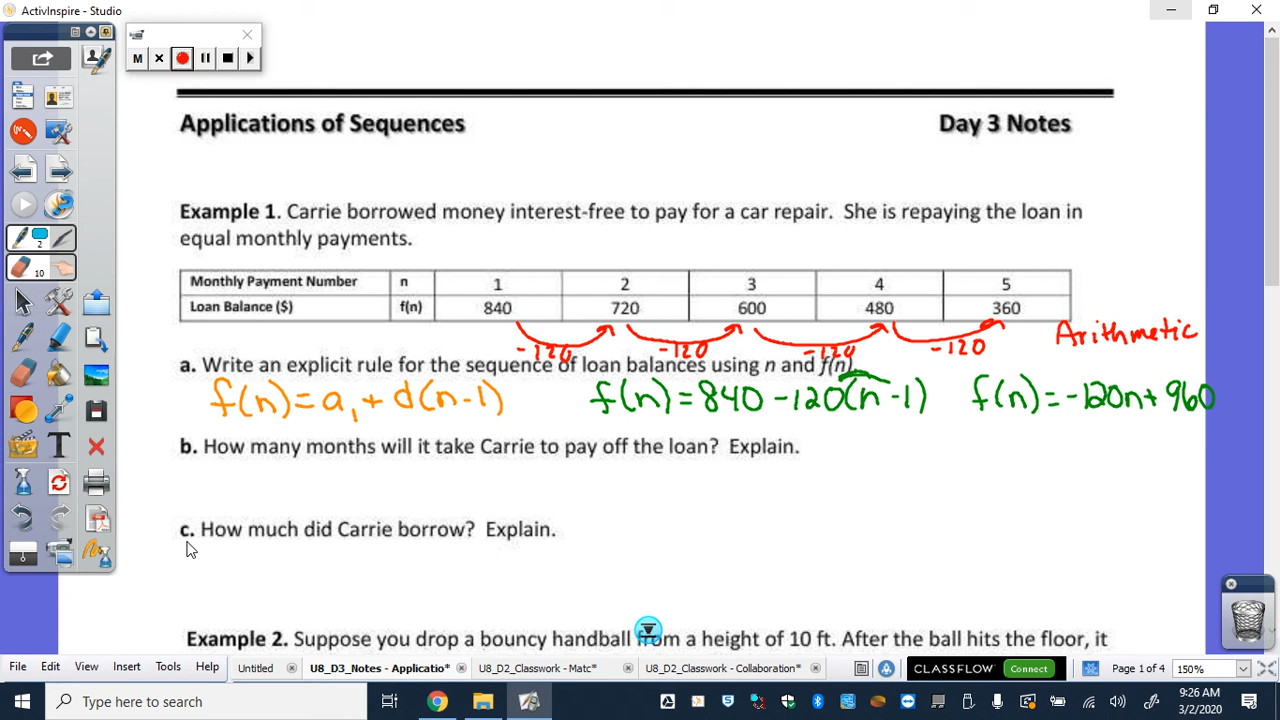 ActivInspire - Studio
M
Applications of Sequences Day 3 Notes
Example 1. Carrie borrowed money interest-free to pay for a car repair. She is repaying the loan in
equal monthly payments.
Monthly Payment Number n 1 2 3 4 5
Loan Balance ($) f(n) 840 720 600 480 360
-120 -120 -120 -120 Arithmetic
a. Write an explicit rule for the sequence of loan balances using n and f(n).
f(n) = a₁ + d(n-1) f(n) = 840 -120(n-1) f(n) = -120n + 960
b. How many months will it take Carrie to pay off the loan? Explain.
c. How much did Carrie borrow? Explain.
Example 2. Suppose you drop a bouncy handball from a height of 10 ft. After the ball hits the floor, it
2
10
T
File Edit View Insert Tools Help Untitled U8_D3_Notes - Applicatio* U8_D2_Classwork - Matc* U8_D2_Classwork - Collaboration* CLASSFLOW Connect Page 1 of 4 150%
Type here to search
9:26 AM
3/2/2020